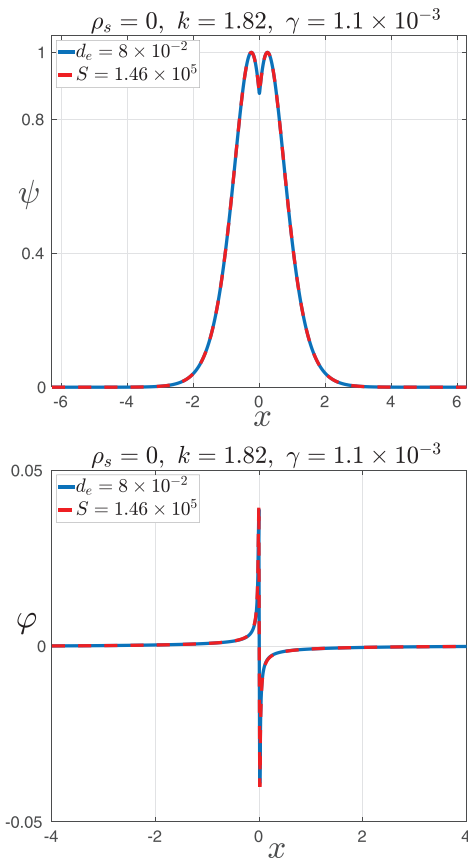 ρ_s = 0, k = 1.82, γ = 1.1 × 10^{-3}
d_e = 8 × 10^{-2}
S = 1.46 × 10^5
1
0.8
ψ
0.4
0
-6 -4 -2 0 2 4 6
x
ρ_s = 0, k = 1.82, γ = 1.1 × 10^{-3}
0.05
d_e = 8 × 10^{-2}
S = 1.46 × 10^5
φ
0
-0.05
-4 -2 0 2 4
x